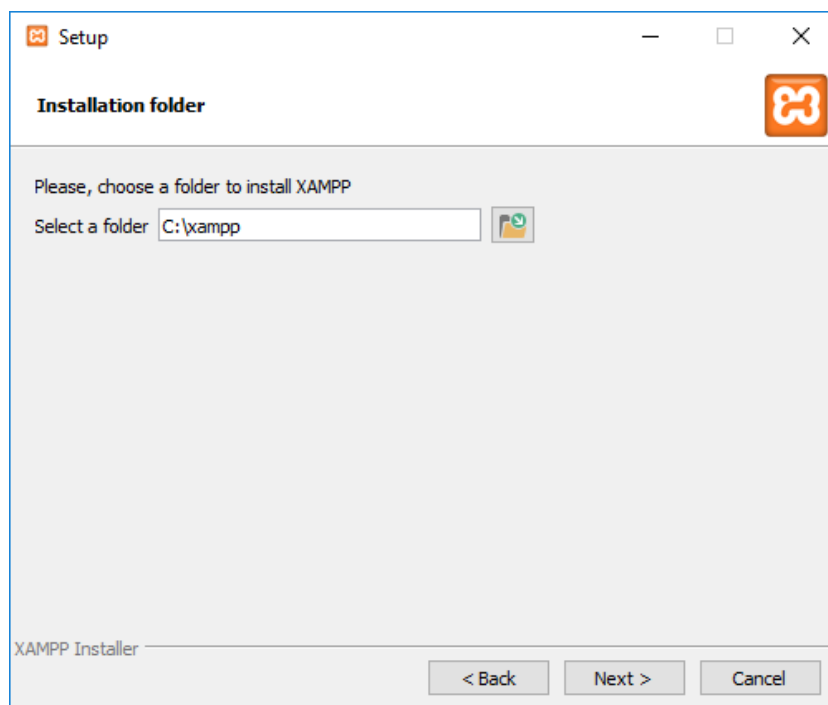 Setup
Installation folder
Please, choose a folder to install XAMPP
Select a folder C:\xampp
XAMPP Installer
< Back Next > Cancel